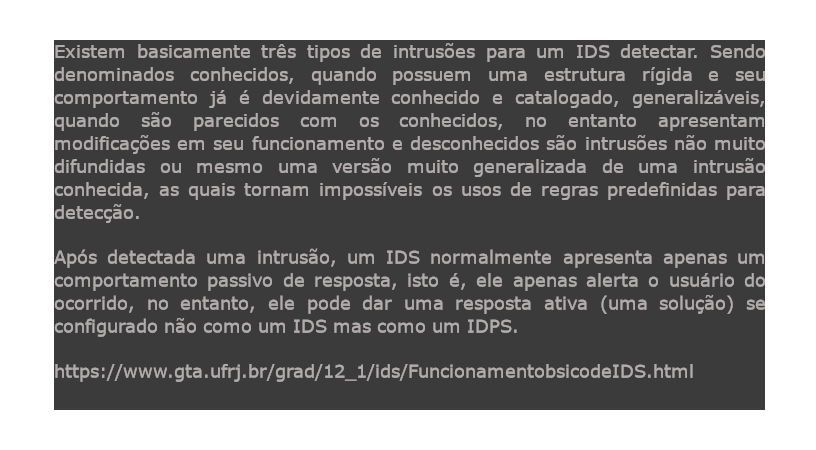 Existem basicamente três tipos de intrusões para um IDS detectar. Sendo
denominados conhecidos, quando possuem uma estrutura rígida e seu
comportamento já é devidamente conhecido e catalogado, generalizáveis,
quando são parecidos com os conhecidos, no entanto apresentam
modificações em seu funcionamento e desconhecidos são intrusões não muito
difundidas ou mesmo uma versão muito generalizada de uma intrusão
conhecida, as quais tornam impossíveis os usos de regras predefinidas para
detecção.
Após detectada uma intrusão, um IDS normalmente apresenta apenas um
comportamento passivo de resposta, isto é, ele apenas alerta o usuário do
ocorrido, no entanto, ele pode dar uma resposta ativa (uma solução) se
configurado não como um IDS mas como um IDPS.
https://www.gta.ufrj.br/grad/12_1/ids/FuncionamentobsicodeIDS.html